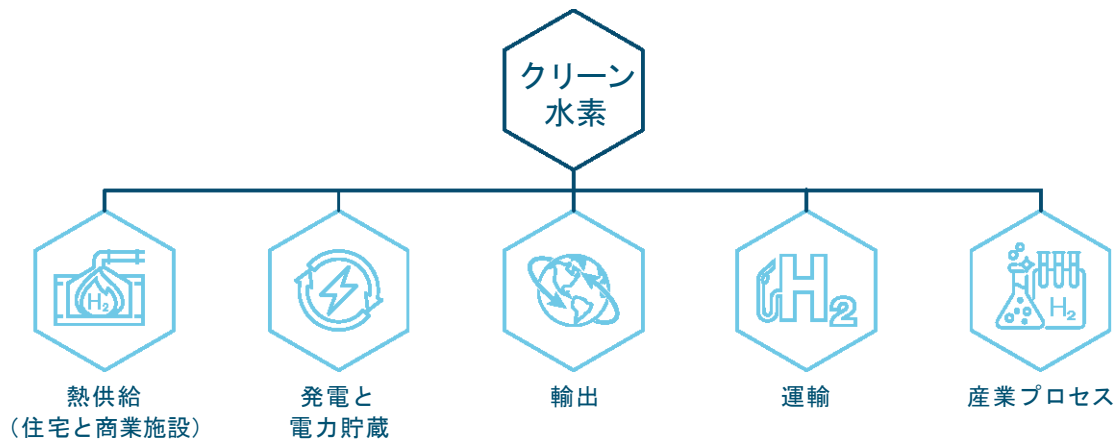 クリーン
水素
H₂
H₂
H₂
熱供給
（住宅と商業施設）
発電と
電力貯蔵
輸出
運輸
産業プロセス